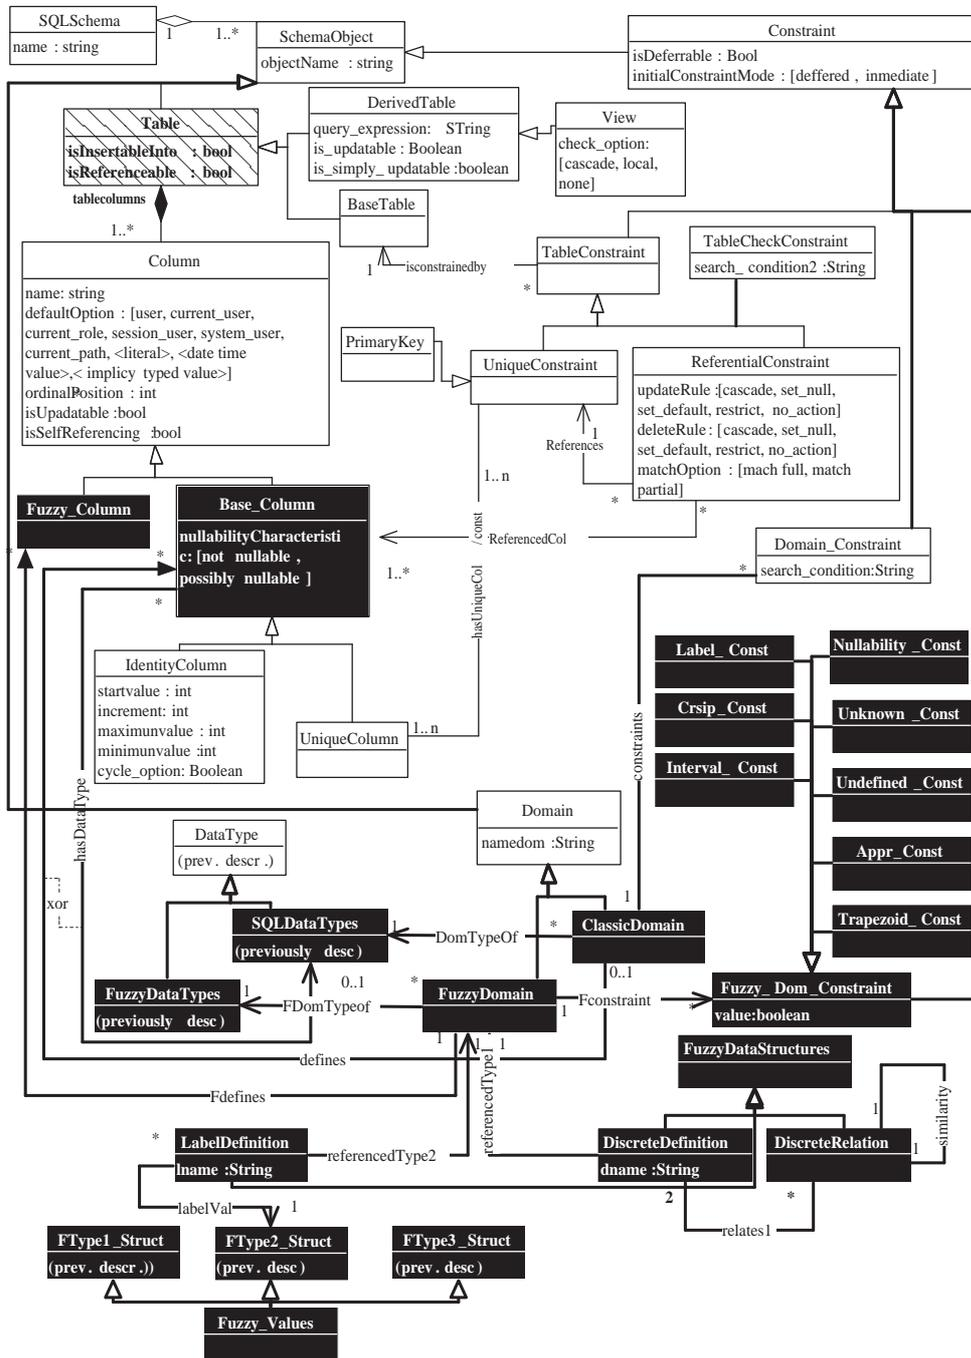 SQLSchema
name : string
1
1..*
SchemaObject
objectName : string
Constraint
isDeferrable : Bool
initialConstraintMode : [deffered , inmediate ]
Table
isInsertableInto : bool
isReferenceable : bool
tablecolumns
1..*
DerivedTable
query_expression: STring
is_updatable : Boolean
is_simply_ updatable :boolean
View
check_option:
[cascade, local,
none]
BaseTable
1
isconstrainedby
*
TableConstraint
TableCheckConstraint
search_ condition2 :String
Column
name: string
defaultOption : [user, current_user,
current_role, session_user, system_user,
current_path, <literal>, <date time
value>,< implicy typed value>]
ordinalPosition : int
*
isUpadatable :bool
isSelfReferencing :bool
PrimaryKey
UniqueConstraint
ReferentialConstraint
updateRule :[cascade, set_null,
set_default, restrict, no_action]
deleteRule : [cascade, set_null,
set_default, restrict, no_action]
matchOption : [mach full, match
partial]
1
References
*
*
1.. n
/ const
ReferencedCol
1..*
hasUniqueCol
1.. n
Fuzzy_Column
Base_Column
nullabilityCharacteristi
c: [not nullable ,
possibly nullable ]
*
*
*
Domain_Constraint
search_condition:String
*
constraints
1
IdentityColumn
startvalue : int
increment: int
maximunvalue : int
minimunvalue :int
cycle_option: Boolean
UniqueColumn
Label_ Const
Crsip_Const
Interval_ Const
Nullability _Const
Unknown _Const
Undefined _Const
Appr_Const
Trapezoid_Const
hasDataType
xor
DataType
(prev. descr .)
Domain
namedom :String
SQLDataTypes
(previously desc )
1
DomTypeOf
*
ClassicDomain
0..1
0..1
FuzzyDataTypes
(previously desc )
1
FDomTypeof
*
FuzzyDomain
1
Fconstraint
*
Fuzzy_ Dom_Constraint
value:boolean
1
1
1
defines
Fdefines
referencedType1
FuzzyDataStructures
*
LabelDefinition
lname :String
referencedType2
DiscreteDefinition
dname :String
DiscreteRelation
1
1
similarity
2
*
relates1
labelVal
1
FType1_Struct
(prev. descr .))
FType2_Struct
(prev. desc )
FType3_Struct
(prev. desc )
Fuzzy_Values